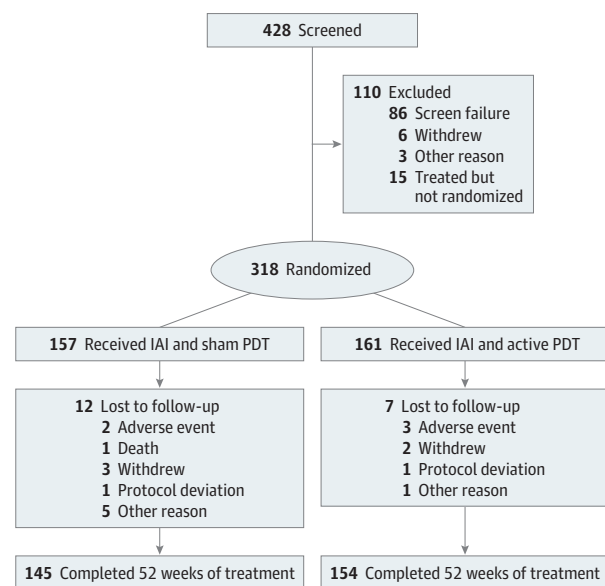 428 Screened
110 Excluded
86 Screen failure
6 Withdrew
3 Other reason
15 Treated but
not randomized
318 Randomized
157 Received IAI and sham PDT
161 Received IAI and active PDT
12 Lost to follow-up
2 Adverse event
1 Death
3 Withdrew
1 Protocol deviation
5 Other reason
7 Lost to follow-up
3 Adverse event
2 Withdrew
1 Protocol deviation
1 Other reason
145 Completed 52 weeks of treatment
154 Completed 52 weeks of treatment